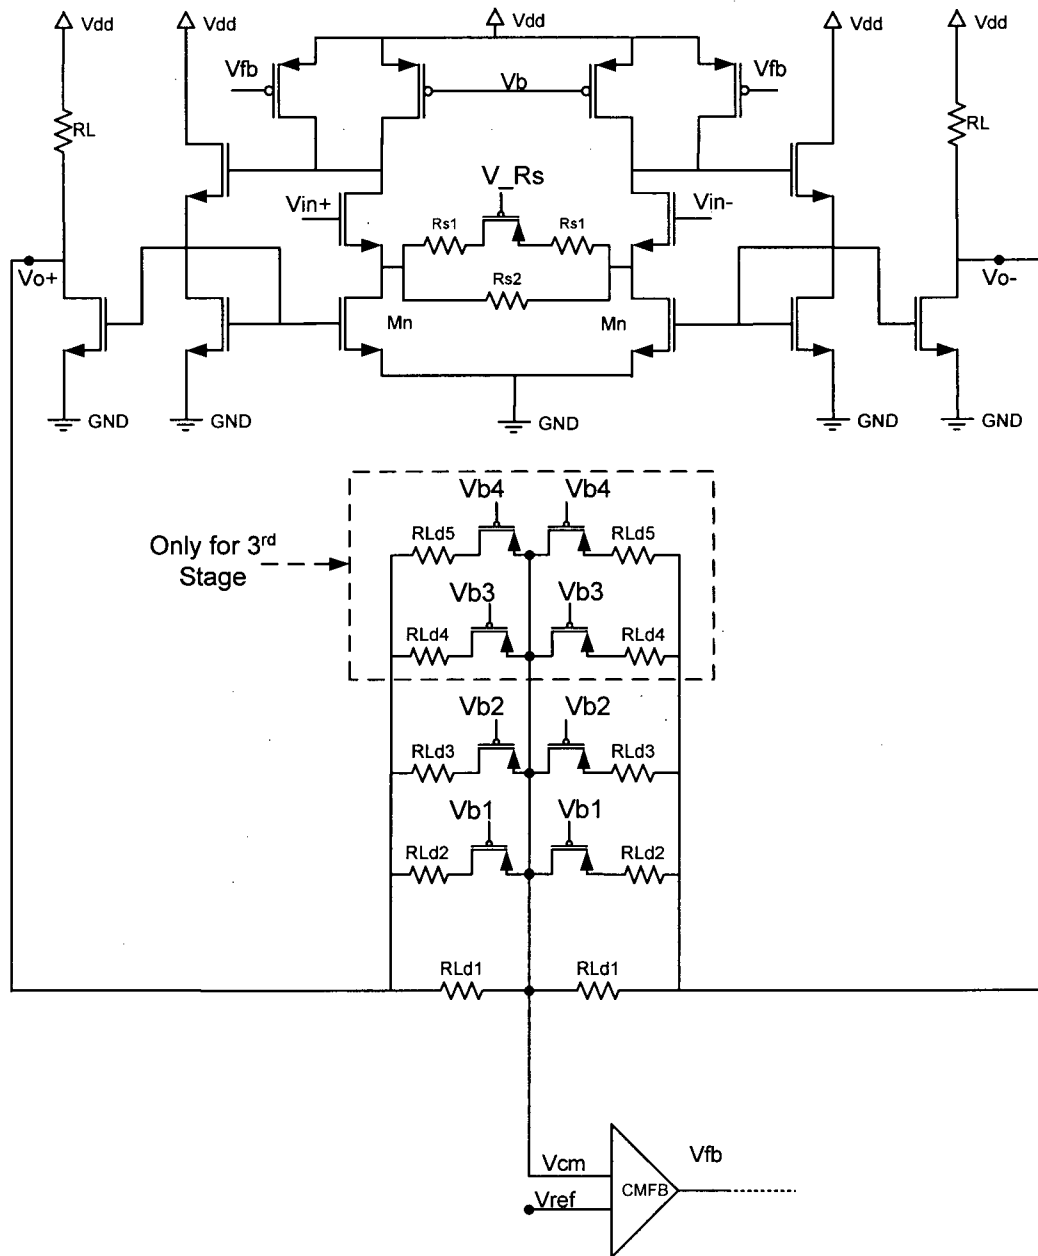 Vdd Vdd Vdd Vdd Vdd
Vfb Vb Vfb
RL RL
V_Rs
Vin+ Rs1 Rs1 Vin-
Rs2
Vo+ Vo-
Mn Mn
GND GND GND GND GND
Vb4 Vb4
RLd5 RLd5
Only for 3rd
Stage
Vb3 Vb3
RLd4 RLd4
Vb2 Vb2
RLd3 RLd3
Vb1 Vb1
RLd2 RLd2
RLd1 RLd1
Vfb
Vcm
CMFB
Vref